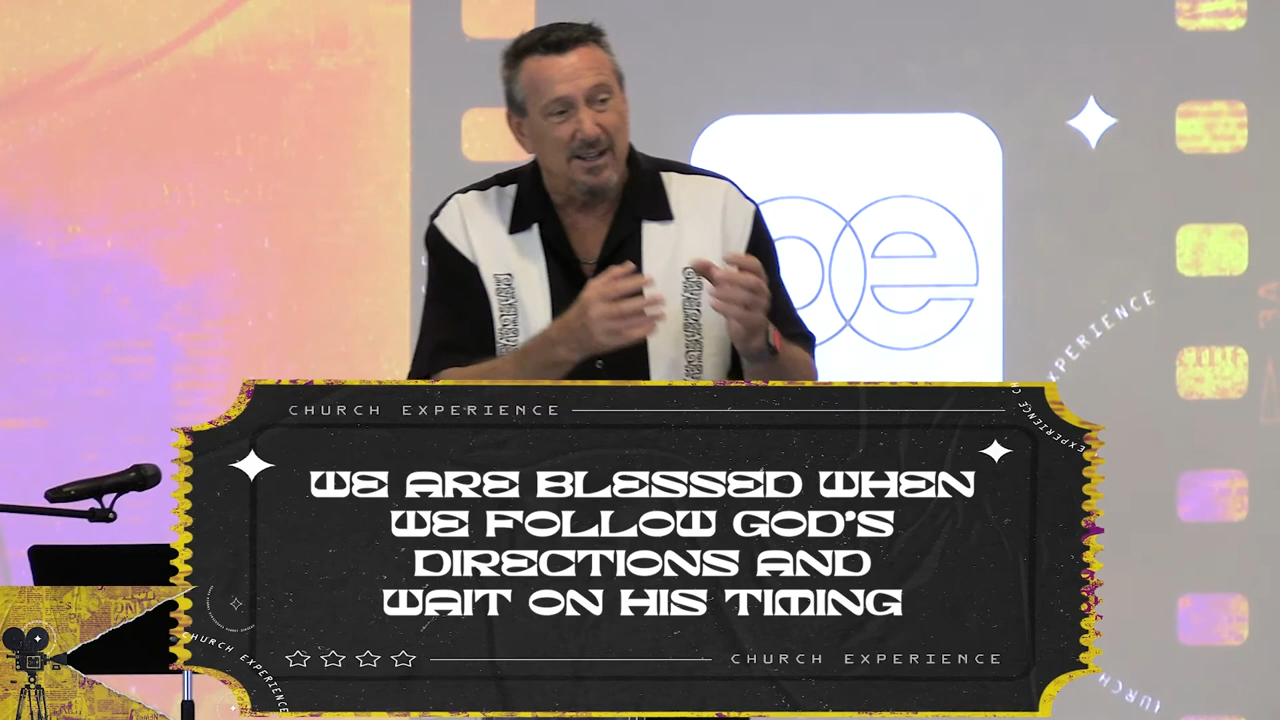 CHURCH EXPERIENCE
WE ARE BLESSED WHEN
WE FOLLOW GOD'S
DIRECTIONS AND
WAIT ON HIS TIMING
CHURCH EXPERIENCE
CHURCH EXPERIENCE
EXPERIENCE
EXPERIENCE